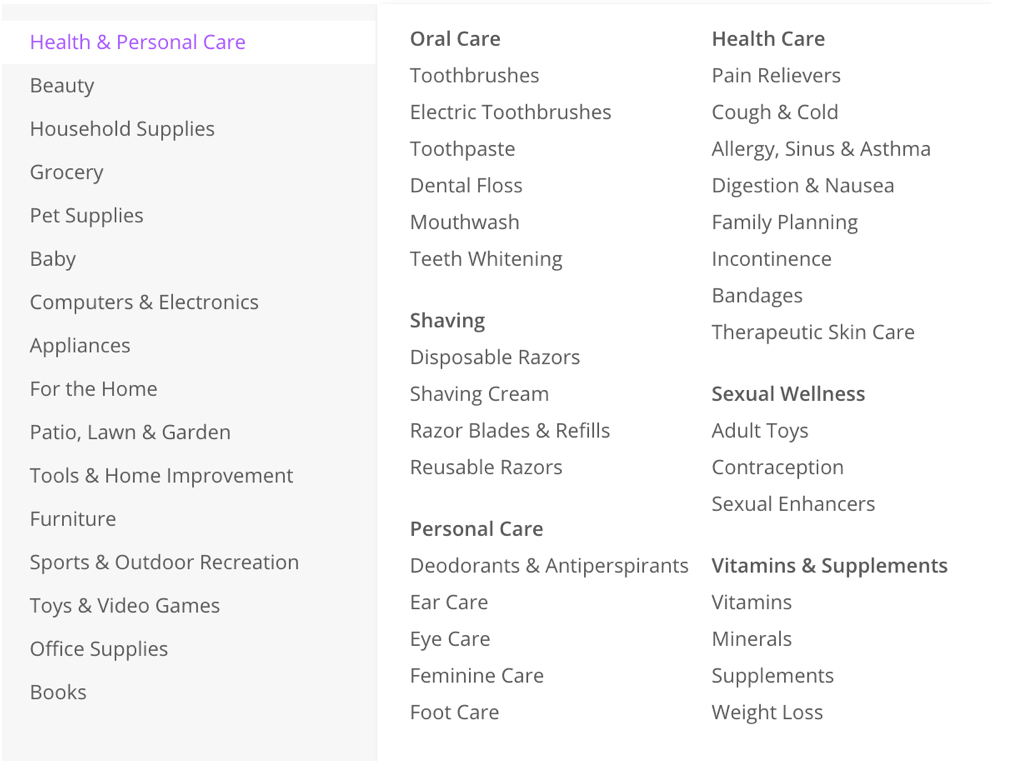 Health & Personal Care
Beauty
Household Supplies
Grocery
Pet Supplies
Baby
Computers & Electronics
Appliances
For the Home
Patio, Lawn & Garden
Tools & Home Improvement
Furniture
Sports & Outdoor Recreation
Toys & Video Games
Office Supplies
Books
Oral Care
Toothbrushes
Electric Toothbrushes
Toothpaste
Dental Floss
Mouthwash
Teeth Whitening
Shaving
Disposable Razors
Shaving Cream
Razor Blades & Refills
Reusable Razors
Personal Care
Deodorants & Antiperspirants
Ear Care
Eye Care
Feminine Care
Foot Care
Health Care
Pain Relievers
Cough & Cold
Allergy, Sinus & Asthma
Digestion & Nausea
Family Planning
Incontinence
Bandages
Therapeutic Skin Care
Sexual Wellness
Adult Toys
Contraception
Sexual Enhancers
Vitamins & Supplements
Vitamins
Minerals
Supplements
Weight Loss